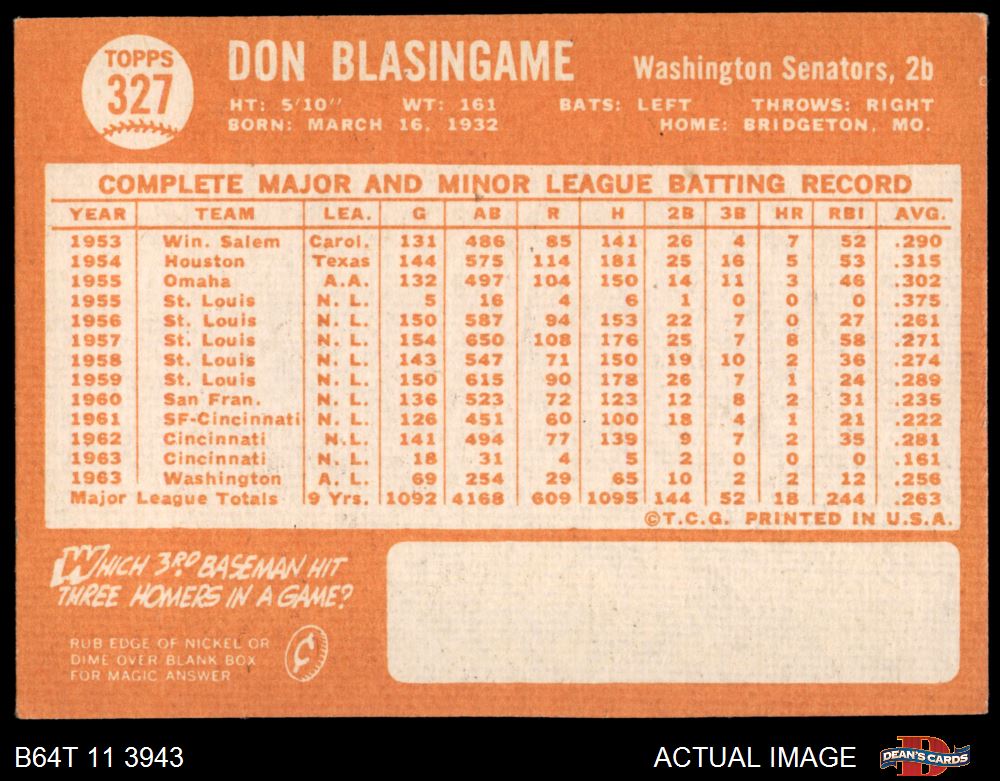 TOPPS
327
DON BLASINGAME
Washington Senators, 2b
HT: 5'10" WT: 161 BATS: LEFT THROWS: RIGHT
BORN: MARCH 16, 1932 HOME: BRIDGETON, MO.
COMPLETE MAJOR AND MINOR LEAGUE BATTING RECORD
YEAR TEAM LEA. G AB R H 2B 3B HR RBI AVG.
1953 Win. Salem Carol. 131 486 85 141 26 4 7 52 .290
1954 Houston Texas 144 575 114 181 25 16 5 53 .315
1955 Omaha A.A. 132 497 104 150 14 11 3 46 .302
1955 St. Louis N. L. 5 16 4 6 1 0 0 0 .375
1956 St. Louis N. L. 150 587 94 153 22 7 0 27 .261
1957 St. Louis N. L. 154 650 108 176 25 7 8 58 .271
1958 St. Louis N. L. 143 547 71 150 19 10 2 36 .274
1959 St. Louis N. L. 150 615 90 178 26 7 1 24 .289
1960 San Fran. N. L. 136 523 72 123 12 8 2 31 .235
1961 SF-Cincinnati N. L. 126 451 60 100 18 4 1 21 .222
1962 Cincinnati N.L. 141 494 77 139 9 7 2 35 .281
1963 Cincinnati N. L. 18 31 4 5 2 0 0 0 .161
1963 Washington A. L. 69 254 29 65 10 2 2 12 .256
Major League Totals 9 Yrs. 1092 4168 609 1095 144 52 18 244 .263
©T.C.G. PRINTED IN U.S.A.
WHICH 3RD BASEMAN HIT
THREE HOMERS IN A GAME?
RUB EDGE OF NICKEL OR
DIME OVER BLANK BOX
FOR MAGIC ANSWER
¢
B64T 11 3943
ACTUAL IMAGE
DEAN'S CARDS